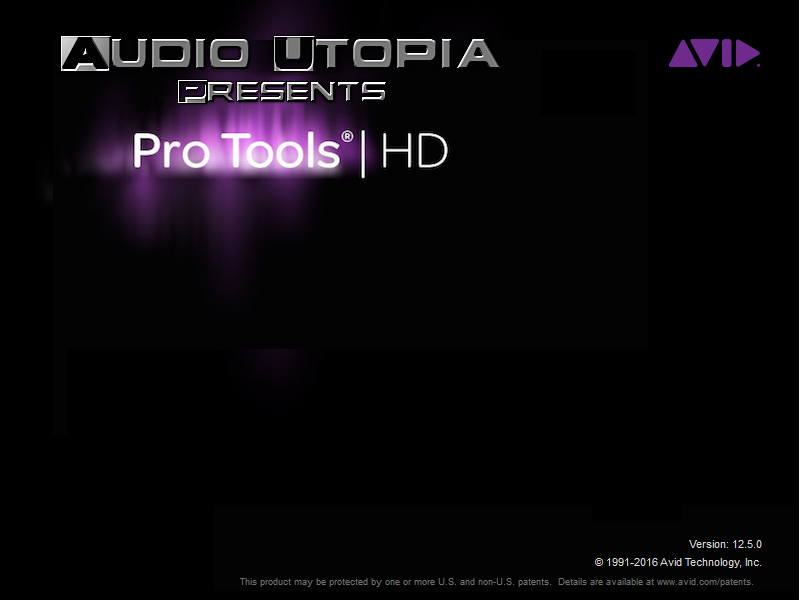 AUDIO UTOPIA
PRESENTS
AVID
Pro Tools® | HD
Version: 12.5.0
© 1991-2016 Avid Technology, Inc.
This product may be protected by one or more U.S. and non-U.S. patents. Details are available at www.avid.com/patents.